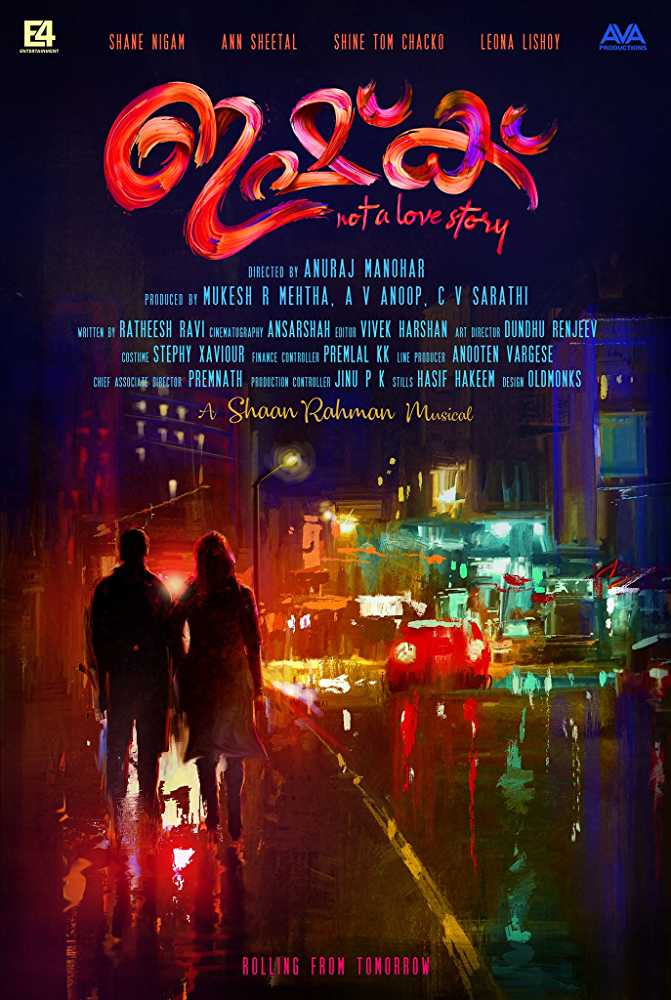 E4
ENTERTAINMENT
SHANE NIGAM ANN SHEETAL SHINE TOM CHACKO LEONA LISHOY
AVA
PRODUCTIONS
ഇഷ്ക്
not a love story
DIRECTED BY ANURAJ MANOHAR
PRODUCED BY MUKESH R MEHTHA, A V ANOOP, C V SARATHI
WRITTEN BY RATHEESH RAVI CINEMATOGRAPHY ANSARSHAH EDITOR VIVEK HARSHAN ART DIRECTOR DUNDHU RENJEEV
COSTUME STEPHY XAVIOUR FINANCE CONTROLLER PREMLAL KK LINE PRODUCER ANOOTEN VARGESE
CHIEF ASSOCIATE DIRECTOR PREMNATH PRODUCTION CONTROLLER JINU P K STILLS HASIF HAKEEM DESIGN OLDMONKS
A Shaan Rahman Musical
ROLLING FROM TOMORROW